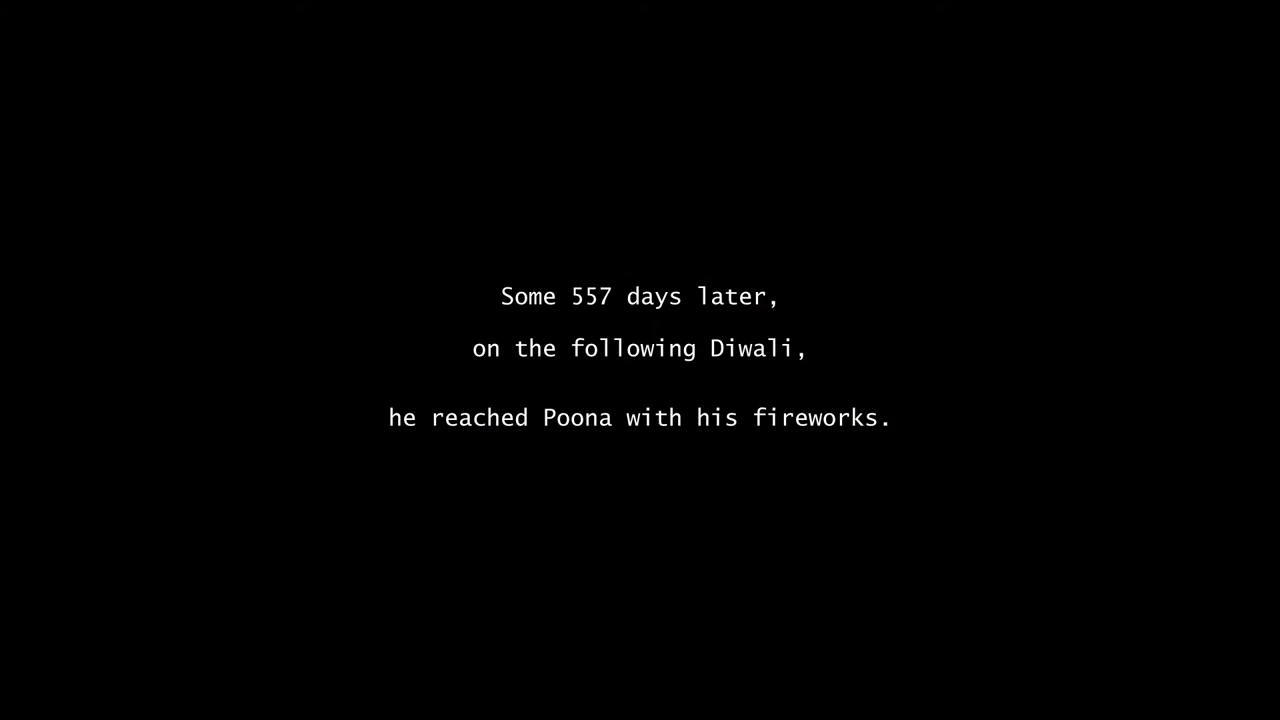 Some 557 days later,
on the following Diwali,
he reached Poona with his fireworks.